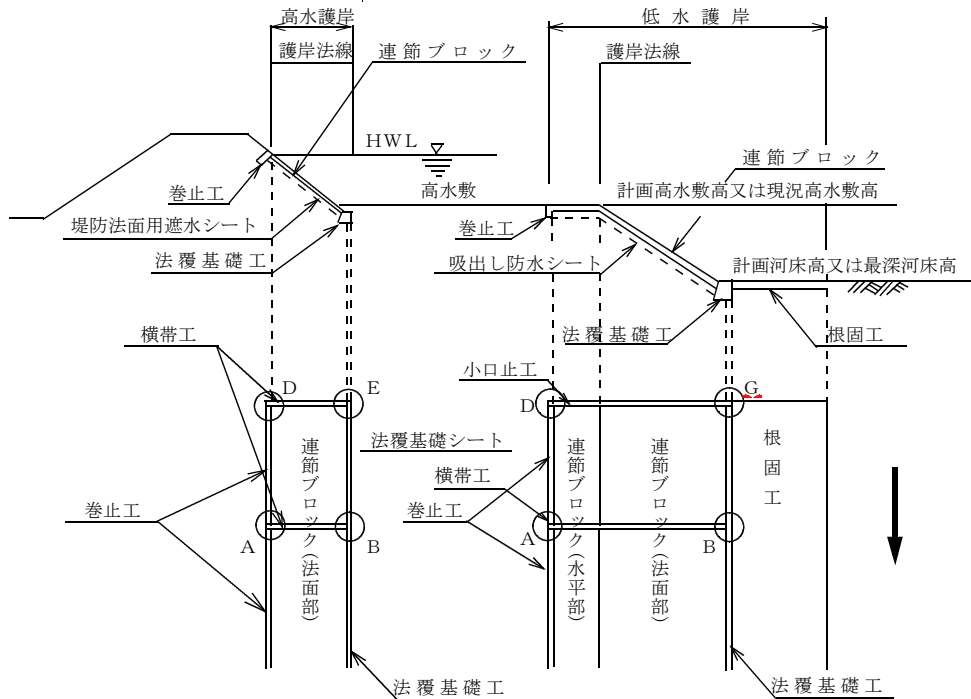 高水護岸
低水護岸
護岸法線
連節ブロック
護岸法線
HWL
連節ブロック
巻止工
高水敷
計画高水敷高又は現況高水敷高
堤防法面用遮水シート
巻止工
法覆基礎工
吸出し防水シート
計画河床高又は最深河床高
横帯工
法覆基礎工
根固工
小口止工
D
E
D
G
連節ブロック(法面部)
法覆基礎シート
連節ブロック(水平部)
連節ブロック(法面部)
根固工
横帯工
巻止工
巻止工
A
B
A
B
法覆基礎工
法覆基礎工